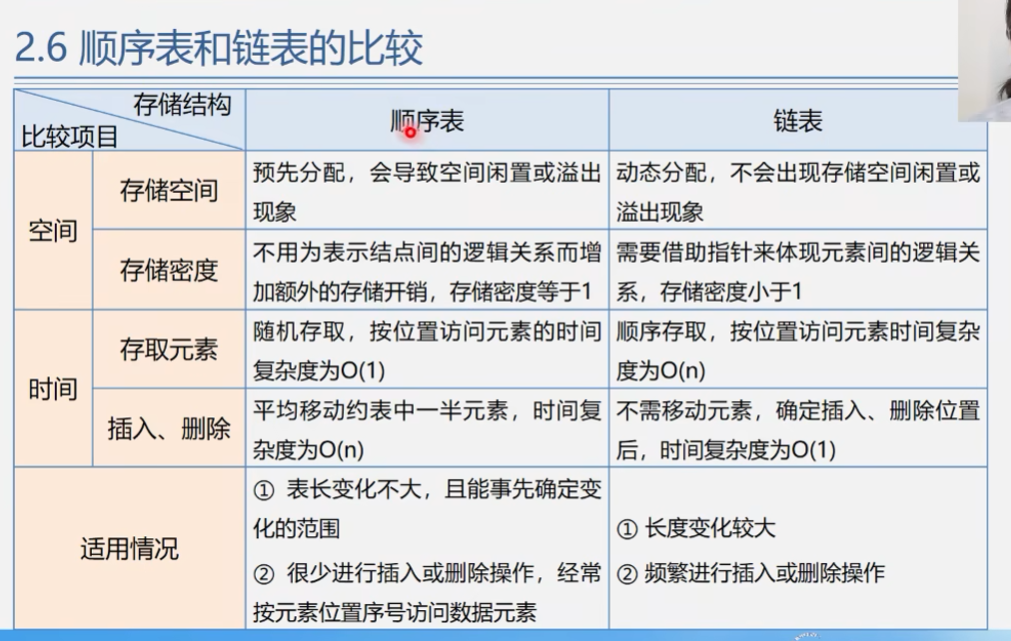 2.6 顺序表和链表的比较
存储结构
比较项目
顺序表
链表
空间
存储空间
预先分配，会导致空间闲置或溢出
现象
动态分配，不会出现存储空间闲置或
溢出现象
存储密度
不用为表示结点间的逻辑关系而增
加额外的存储开销，存储密度等于1
需要借助指针来体现元素间的逻辑关
系，存储密度小于1
时间
存取元素
随机存取，按位置访问元素的时间
复杂度为O(1)
顺序存取，按位置访问元素时间复杂
度为O(n)
插入、删除
平均移动约表中一半元素，时间复
杂度为O(n)
不需移动元素，确定插入、删除位置
后，时间复杂度为O(1)
适用情况
① 表长变化不大，且能事先确定变
化的范围
② 很少进行插入或删除操作，经常
按元素位置序号访问数据元素
① 长度变化较大
② 频繁进行插入或删除操作